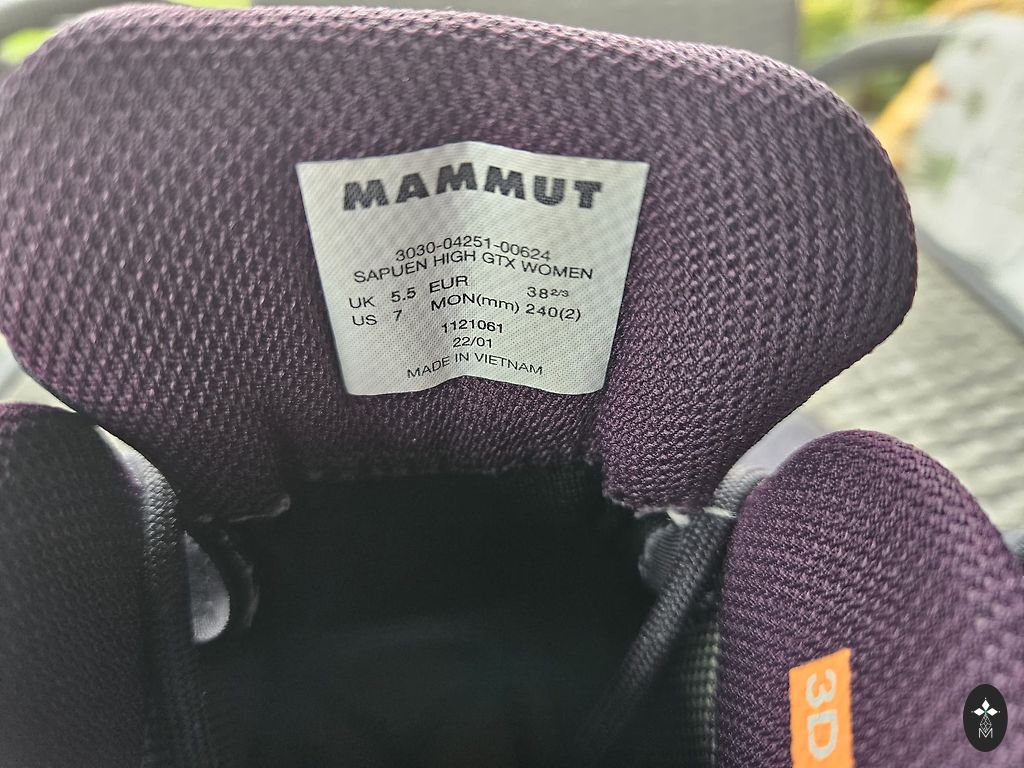 MAMMUT
3030-04251-00624
SAPUEN HIGH GTX WOMEN
UK 5.5 EUR 38 2/3
US 7 MON(mm) 240(2)
1121061
22/01
MADE IN VIETNAM
3D
M